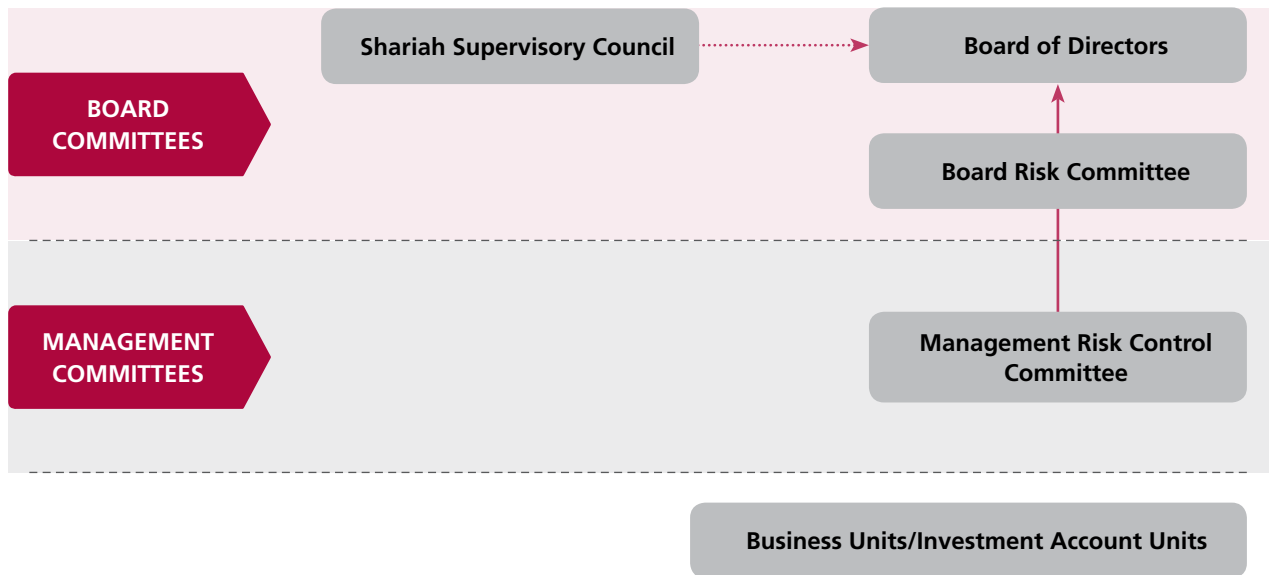 Shariah Supervisory Council
Board of Directors
BOARD
COMMITTEES
Board Risk Committee
MANAGEMENT
COMMITTEES
Management Risk Control
Committee
Business Units/Investment Account Units